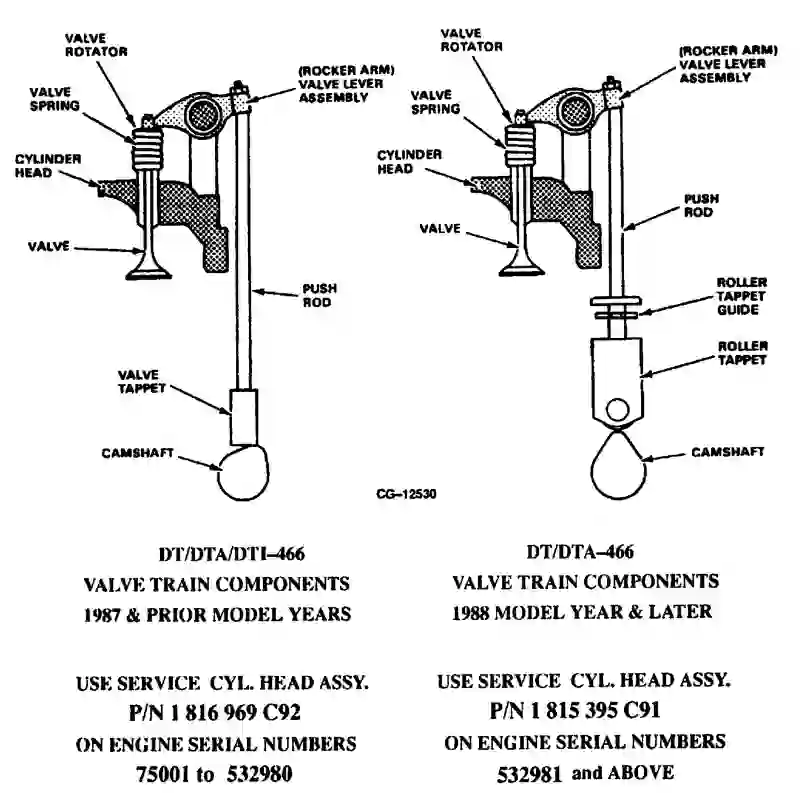 VALVE
ROTATOR
(ROCKER ARM)
VALVE LEVER
ASSEMBLY
VALVE
SPRING
CYLINDER
HEAD
VALVE
PUSH
ROD
VALVE
TAPPET
CAMSHAFT
VALVE
ROTATOR
(ROCKER ARM)
VALVE LEVER
ASSEMBLY
VALVE
SPRING
CYLINDER
HEAD
PUSH
ROD
VALVE
ROLLER
TAPPET
GUIDE
ROLLER
TAPPET
CAMSHAFT
CG-12530
DT/DTA/DTI-466
VALVE TRAIN COMPONENTS
1987 & PRIOR MODEL YEARS
USE SERVICE CYL. HEAD ASSY.
P/N 1 816 969 C92
ON ENGINE SERIAL NUMBERS
75001 to 532980
DT/DTA-466
VALVE TRAIN COMPONENTS
1988 MODEL YEAR & LATER
USE SERVICE CYL. HEAD ASSY.
P/N 1 815 395 C91
ON ENGINE SERIAL NUMBERS
532981 and ABOVE